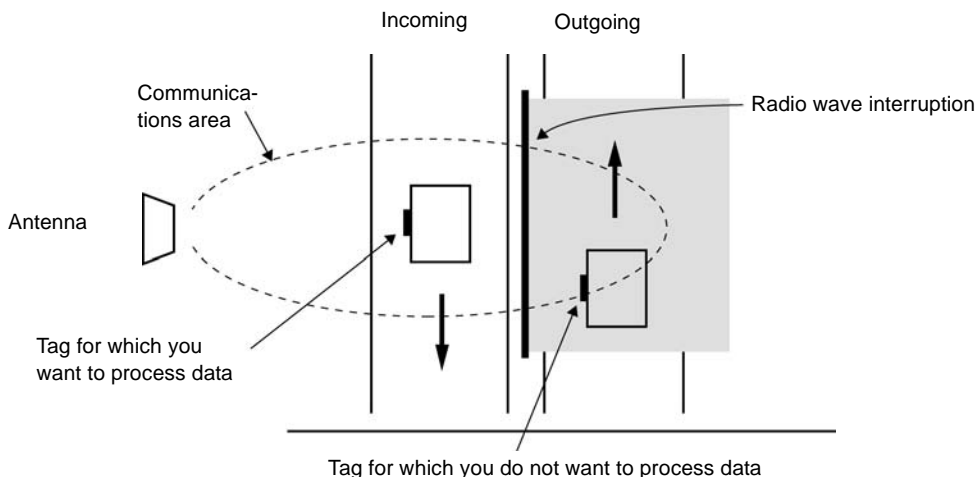 Incoming
Outgoing
Communica-
tions area
Radio wave interruption
Antenna
Tag for which you
want to process data
Tag for which you do not want to process data